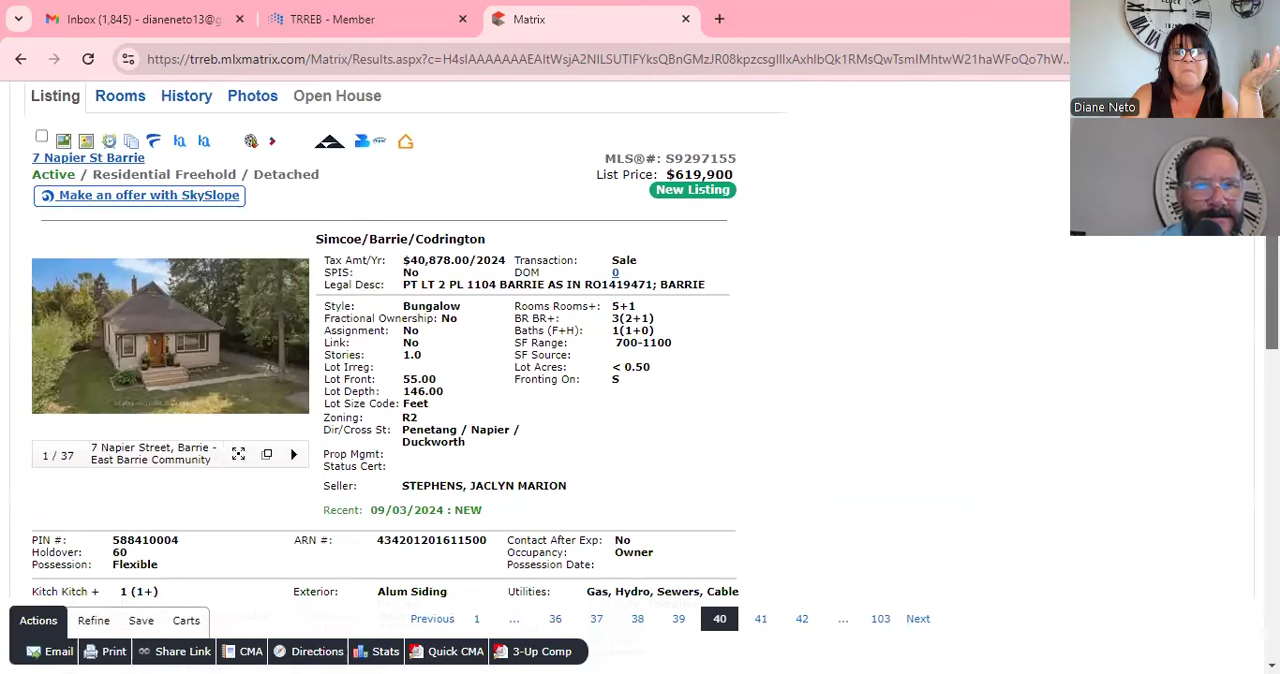 Inbox (1,845) - dianeneto13@g
TRREB - Member
Matrix
https://trreb.mlxmatrix.com/Matrix/Results.aspx?c=
Listing Rooms History Photos Open House
7 Napier St Barrie
MLS®#: S9297155
Active / Residential Freehold / Detached
List Price: $619,900
New Listing
Make an offer with SkySlope
Simcoe/Barrie/Codrington
Tax Amt/Yr: $40,878.00/2024 Transaction: Sale
SPIS: No DOM 0
Legal Desc: PT LT 2 PL 1104 BARRIE AS IN RO1419471; BARRIE
Style: Bungalow Rooms Rooms+: 5+1
Fractional Ownership: No BR BR+: 3(2+1)
Assignment: No Baths (F+H): 1(1+0)
Link: No SF Range: 700-1100
Stories: 1.0 SF Source:
Lot Irreg: Lot Acres: < 0.50
Lot Front: 55.00 Fronting On: S
Lot Depth: 146.00
Lot Size Code: Feet
Zoning: R2
Dir/Cross St: Penetang / Napier /
Duckworth
Prop Mgmt:
Status Cert:
Seller: STEPHENS, JACLYN MARION
Recent: 09/03/2024 : NEW
1 / 37
7 Napier Street, Barrie -
East Barrie Community
PIN #: 588410004 ARN #: 434201201611500 Contact After Exp: No
Holdover: 60 Occupancy: Owner
Possession: Flexible Possession Date:
Kitch Kitch + 1 (1+) Exterior: Alum Siding Utilities: Gas, Hydro, Sewers, Cable
Actions Refine Save Carts
Previous 1 ... 36 37 38 39 40 41 42 ... 103 Next
Email Print Share Link CMA Directions Stats Quick CMA 3-Up Comp
Diane Neto